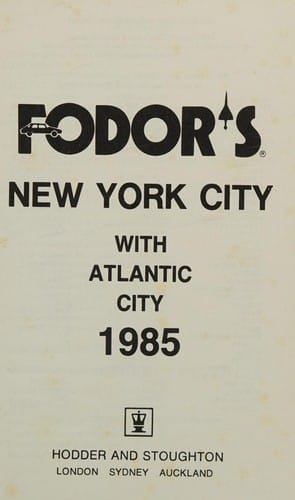 FODOR'S®
NEW YORK CITY
WITH
ATLANTIC
CITY
1985
HODDER AND STOUGHTON
LONDON SYDNEY AUCKLAND